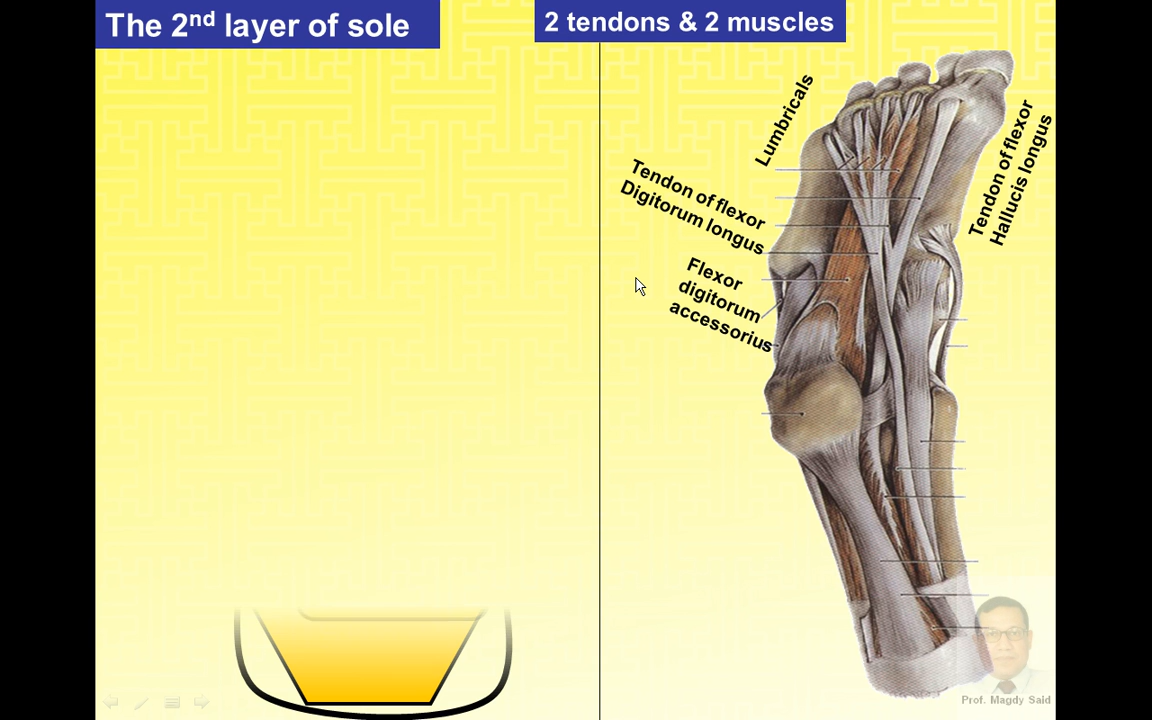 The 2nd layer of sole
2 tendons & 2 muscles
Lumbricals
Tendon of flexor
Digitorum longus
Flexor
digitorum
accessorius
Tendon of flexor
Hallucis longus
Prof. Magdy Said